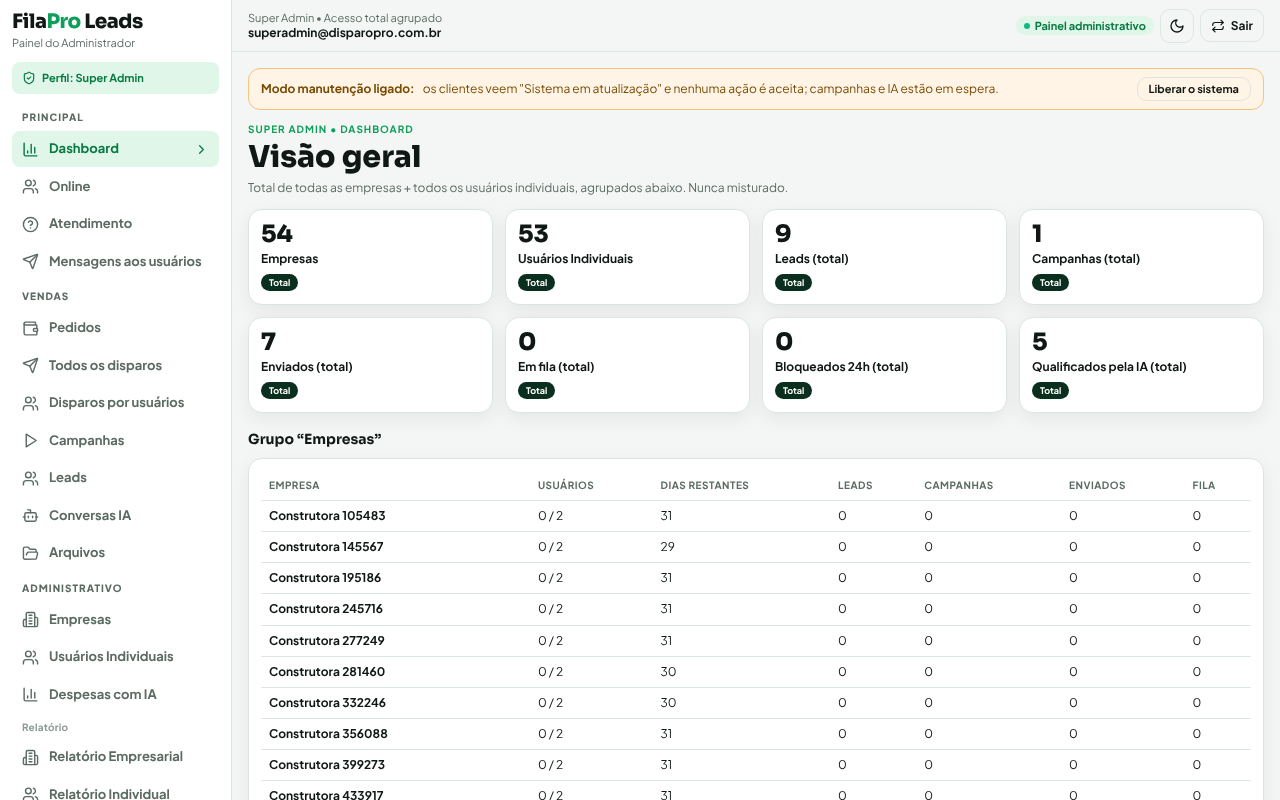 FilaPro Leads
Painel do Administrador
Perfil: Super Admin
PRINCIPAL
Dashboard
Online
Atendimento
Mensagens aos usuários
VENDAS
Pedidos
Todos os disparos
Disparos por usuários
Campanhas
Leads
Conversas IA
Arquivos
ADMINISTRATIVO
Empresas
Usuários Individuais
Despesas com IA
Relatório
Relatório Empresarial
Relatório Individual
Super Admin • Acesso total agrupado
superadmin@disparopro.com.br
Painel administrativo
Sair
Modo manutenção ligado: os clientes veem "Sistema em atualização" e nenhuma ação é aceita; campanhas e IA estão em espera.
Liberar o sistema
SUPER ADMIN • DASHBOARD
Visão geral
Total de todas as empresas + todos os usuários individuais, agrupados abaixo. Nunca misturado.
54
Empresas
Total
53
Usuários Individuais
Total
9
Leads (total)
Total
1
Campanhas (total)
Total
7
Enviados (total)
Total
0
Em fila (total)
Total
0
Bloqueados 24h (total)
Total
5
Qualificados pela IA (total)
Total
Grupo “Empresas”
EMPRESA USUÁRIOS DIAS RESTANTES LEADS CAMPANHAS ENVIADOS FILA
Construtora 105483 0 / 2 31 0 0 0 0
Construtora 145567 0 / 2 29 0 0 0 0
Construtora 195186 0 / 2 31 0 0 0 0
Construtora 245716 0 / 2 31 0 0 0 0
Construtora 277249 0 / 2 31 0 0 0 0
Construtora 281460 0 / 2 30 0 0 0 0
Construtora 332246 0 / 2 30 0 0 0 0
Construtora 356088 0 / 2 31 0 0 0 0
Construtora 399273 0 / 2 31 0 0 0 0
Construtora 433917 0 / 2 31 0 0 0 0